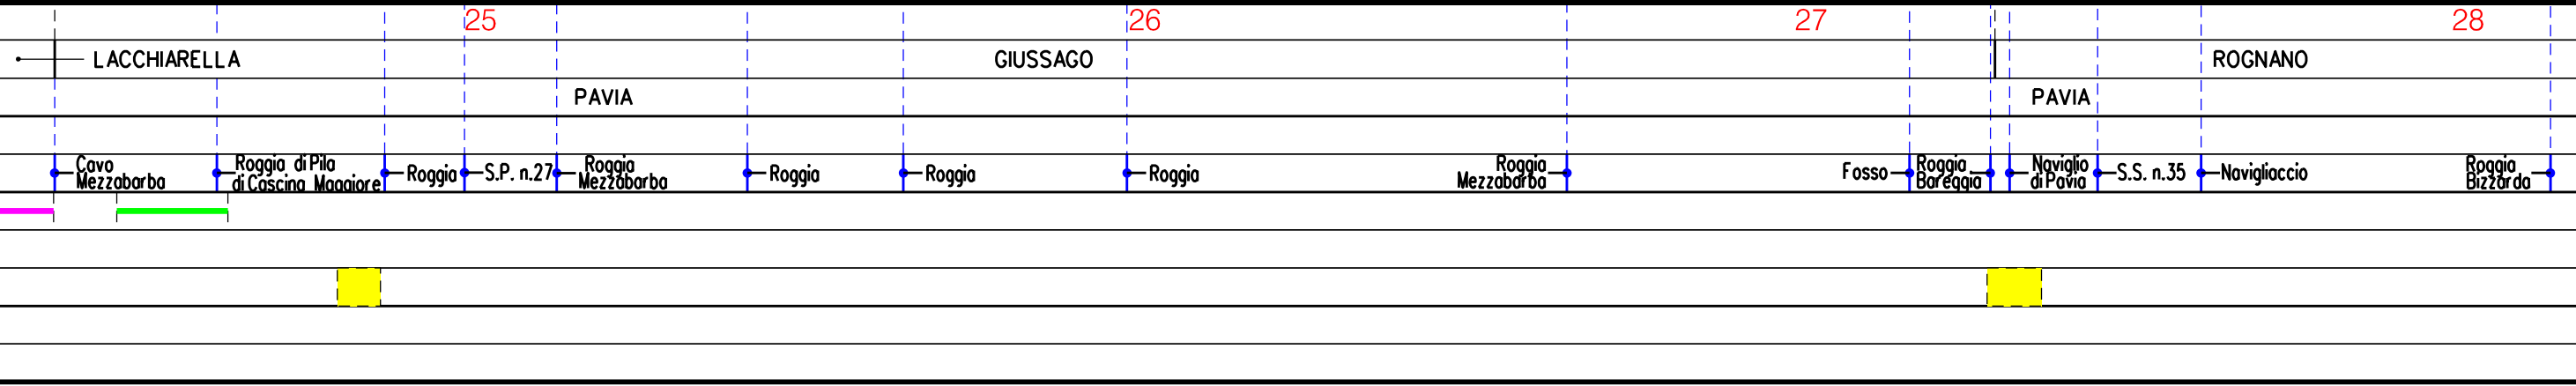 25 26 27 28
LACCHIARELLA GIUSSAGO ROGNANO
PAVIA PAVIA
Cavo
Mezzabarba
Roggia di Pila
di Cascina Maggiore
Roggia
S.P. n.27
Roggia
Mezzabarba
Roggia
Roggia
Roggia
Roggia
Mezzabarba
Fosso
Roggia
Bareggia
Naviglio
di Pavia
S.S. n.35
Navigliaccio
Roggia
Bizzarda